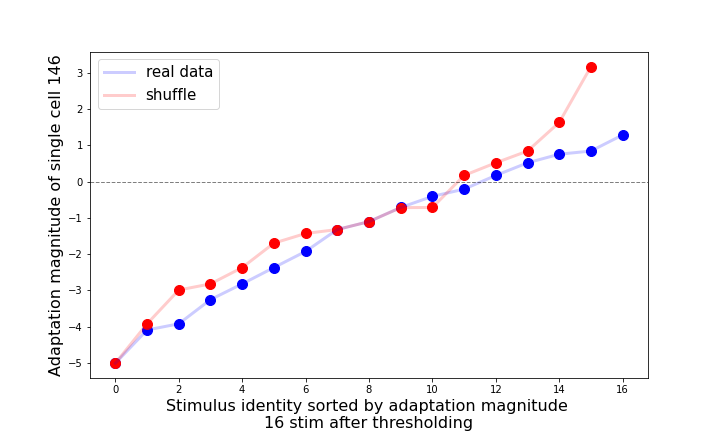 real data
shuffle
Adaptation magnitude of single cell 146
3
2
1
0
−1
−2
−3
−4
−5
0 2 4 6 8 10 12 14 16
Stimulus identity sorted by adaptation magnitude
16 stim after thresholding